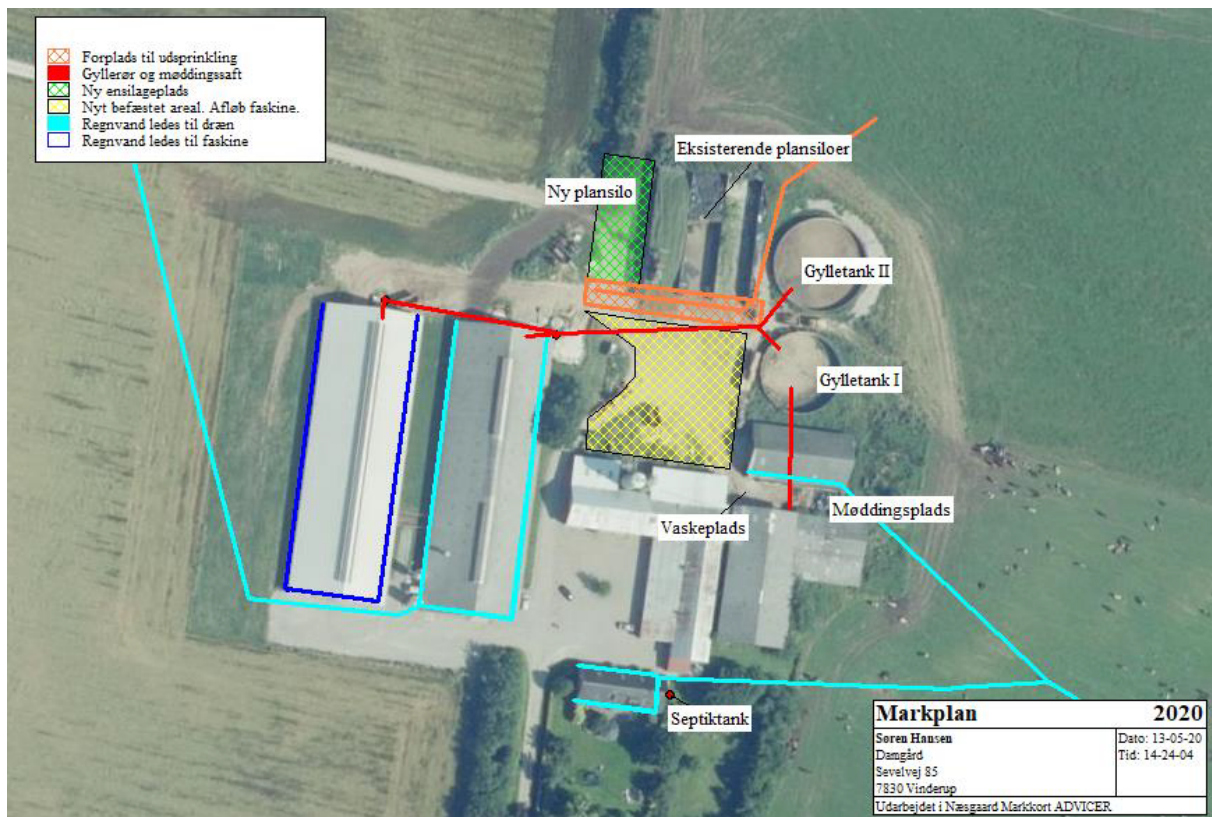 Forplads til udsprinkling
Gyllerør og møddingssaft
Ny ensilageplads
Nyt befæstet areal. Afløb faskine.
Regnvand ledes til dræn
Regnvand ledes til faskine
Eksisterende plansiloer
Ny plansilo
Gylletank II
Gylletank I
Møddingsplads
Vaskeplads
Septiktank
Markplan 2020
Søren Hansen
Damgård
Sevelvej 85
7830 Vinderup
Dato: 13-05-20
Tid: 14-24-04
Udarbejdet i Næsgaard Markkort ADVICER